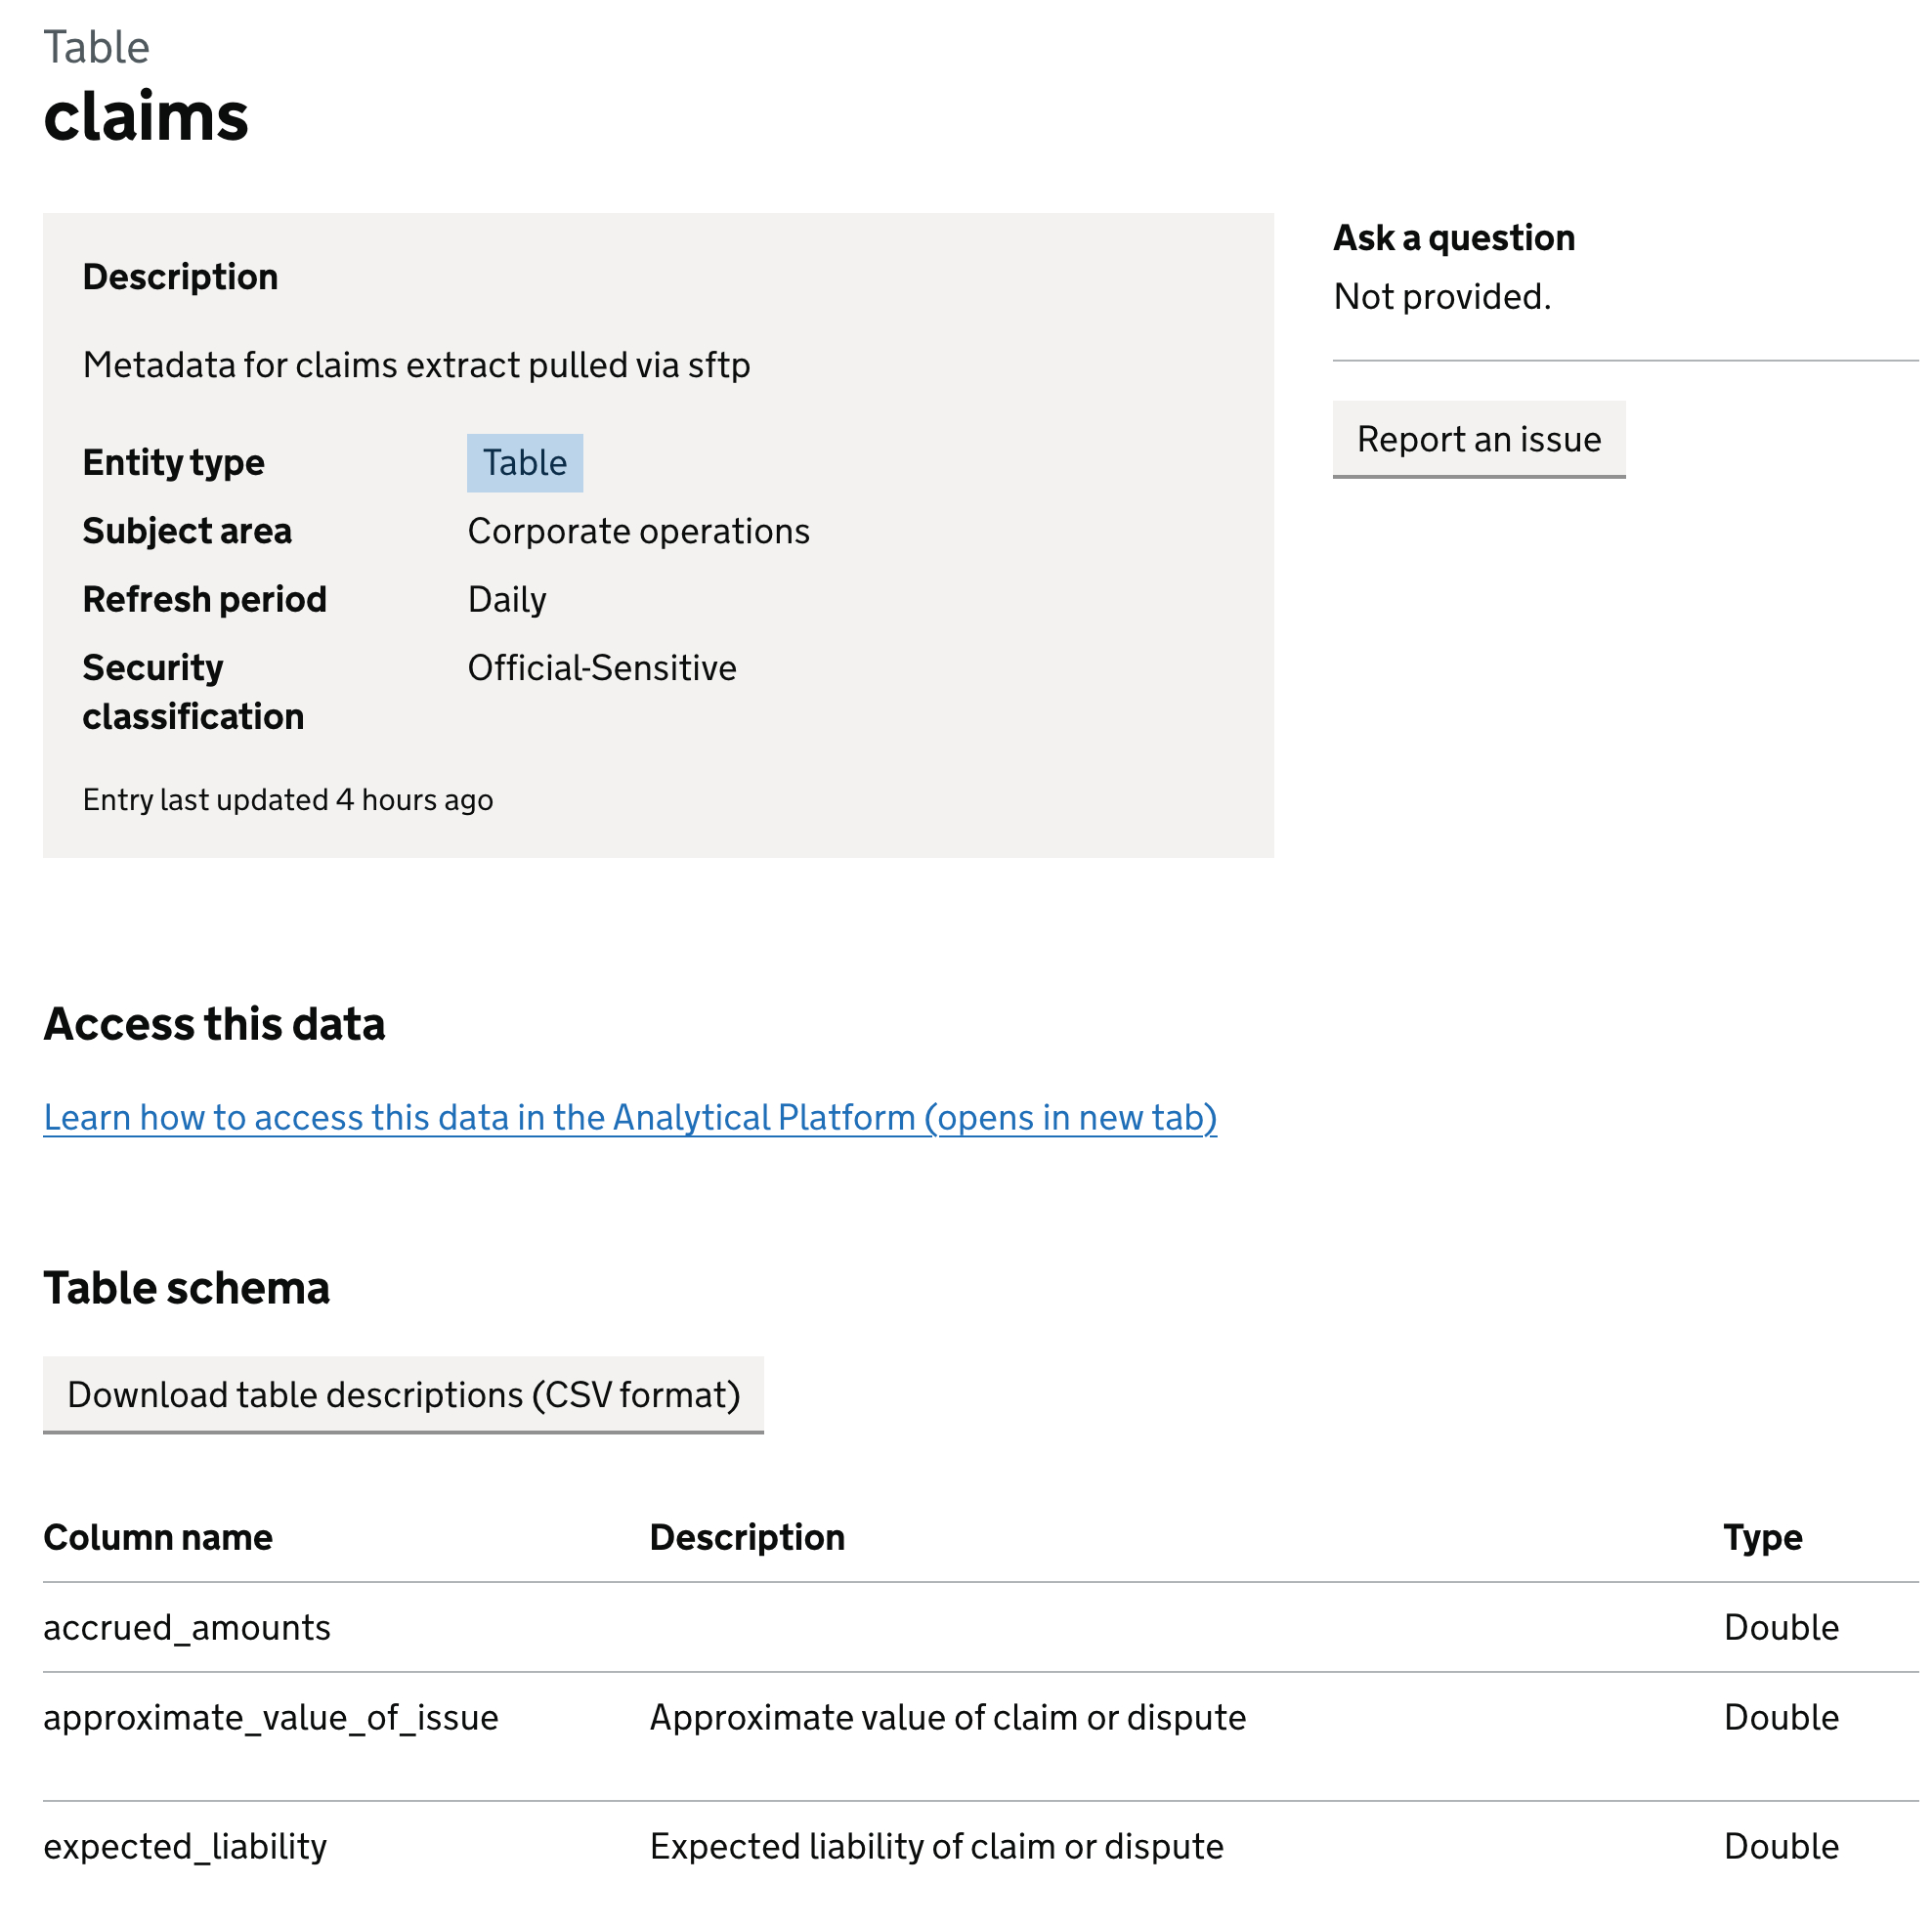 Table
claims
Description
Metadata for claims extract pulled via sftp
Entity type Table
Subject area Corporate operations
Refresh period Daily
Security classification Official-Sensitive
Entry last updated 4 hours ago
Ask a question
Not provided.
Report an issue
Access this data
Learn how to access this data in the Analytical Platform (opens in new tab)
Table schema
Download table descriptions (CSV format)
Column name Description Type
accrued_amounts Double
approximate_value_of_issue Approximate value of claim or dispute Double
expected_liability Expected liability of claim or dispute Double